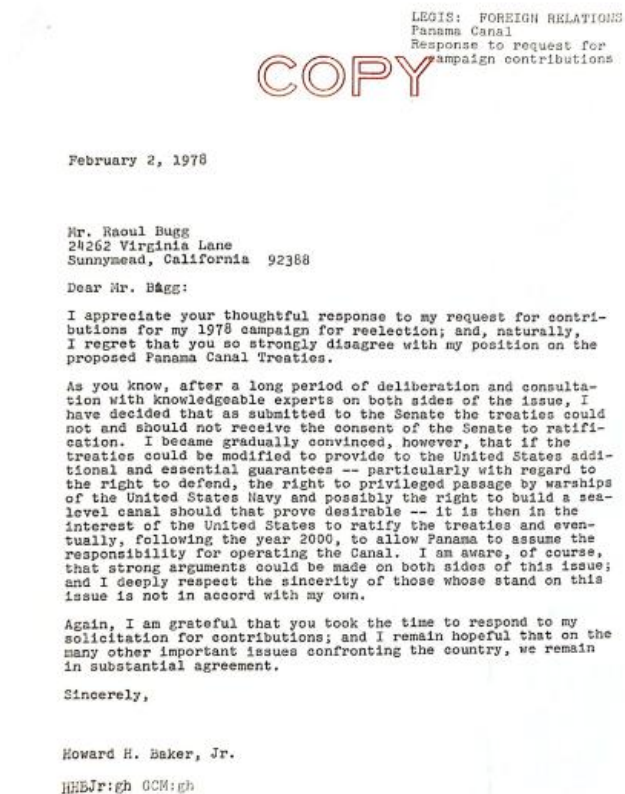 LEGIS: FOREIGN RELATIONS
Panama Canal
Response to request for
campaign contributions
COPY
February 2, 1978
Mr. Raoul Bugg
24262 Virginia Lane
Sunnymead, California 92388
Dear Mr. Bugg:
I appreciate your thoughtful response to my request for contri-
butions for my 1978 campaign for reelection; and, naturally,
I regret that you so strongly disagree with my position on the
proposed Panama Canal Treaties.
As you know, after a long period of deliberation and consulta-
tion with knowledgeable experts on both sides of the issue, I
have decided that as submitted to the Senate the treaties could
not and should not receive the consent of the Senate to ratifi-
cation. I became gradually convinced, however, that if the
treaties could be modified to provide to the United States addi-
tional and essential guarantees -- particularly with regard to
the right to defend, the right to privileged passage by warships
of the United States Navy and possibly the right to build a sea-
level canal should that prove desirable -- it is then in the
interest of the United States to ratify the treaties and even-
tually, following the year 2000, to allow Panama to assume the
responsibility for operating the Canal. I am aware, of course,
that strong arguments could be made on both sides of this issue;
and I deeply respect the sincerity of those whose stand on this
issue is not in accord with my own.
Again, I am grateful that you took the time to respond to my
solicitation for contributions; and I remain hopeful that on the
many other important issues confronting the country, we remain
in substantial agreement.
Sincerely,
Howard H. Baker, Jr.
HHBJr:gh GCM:gh